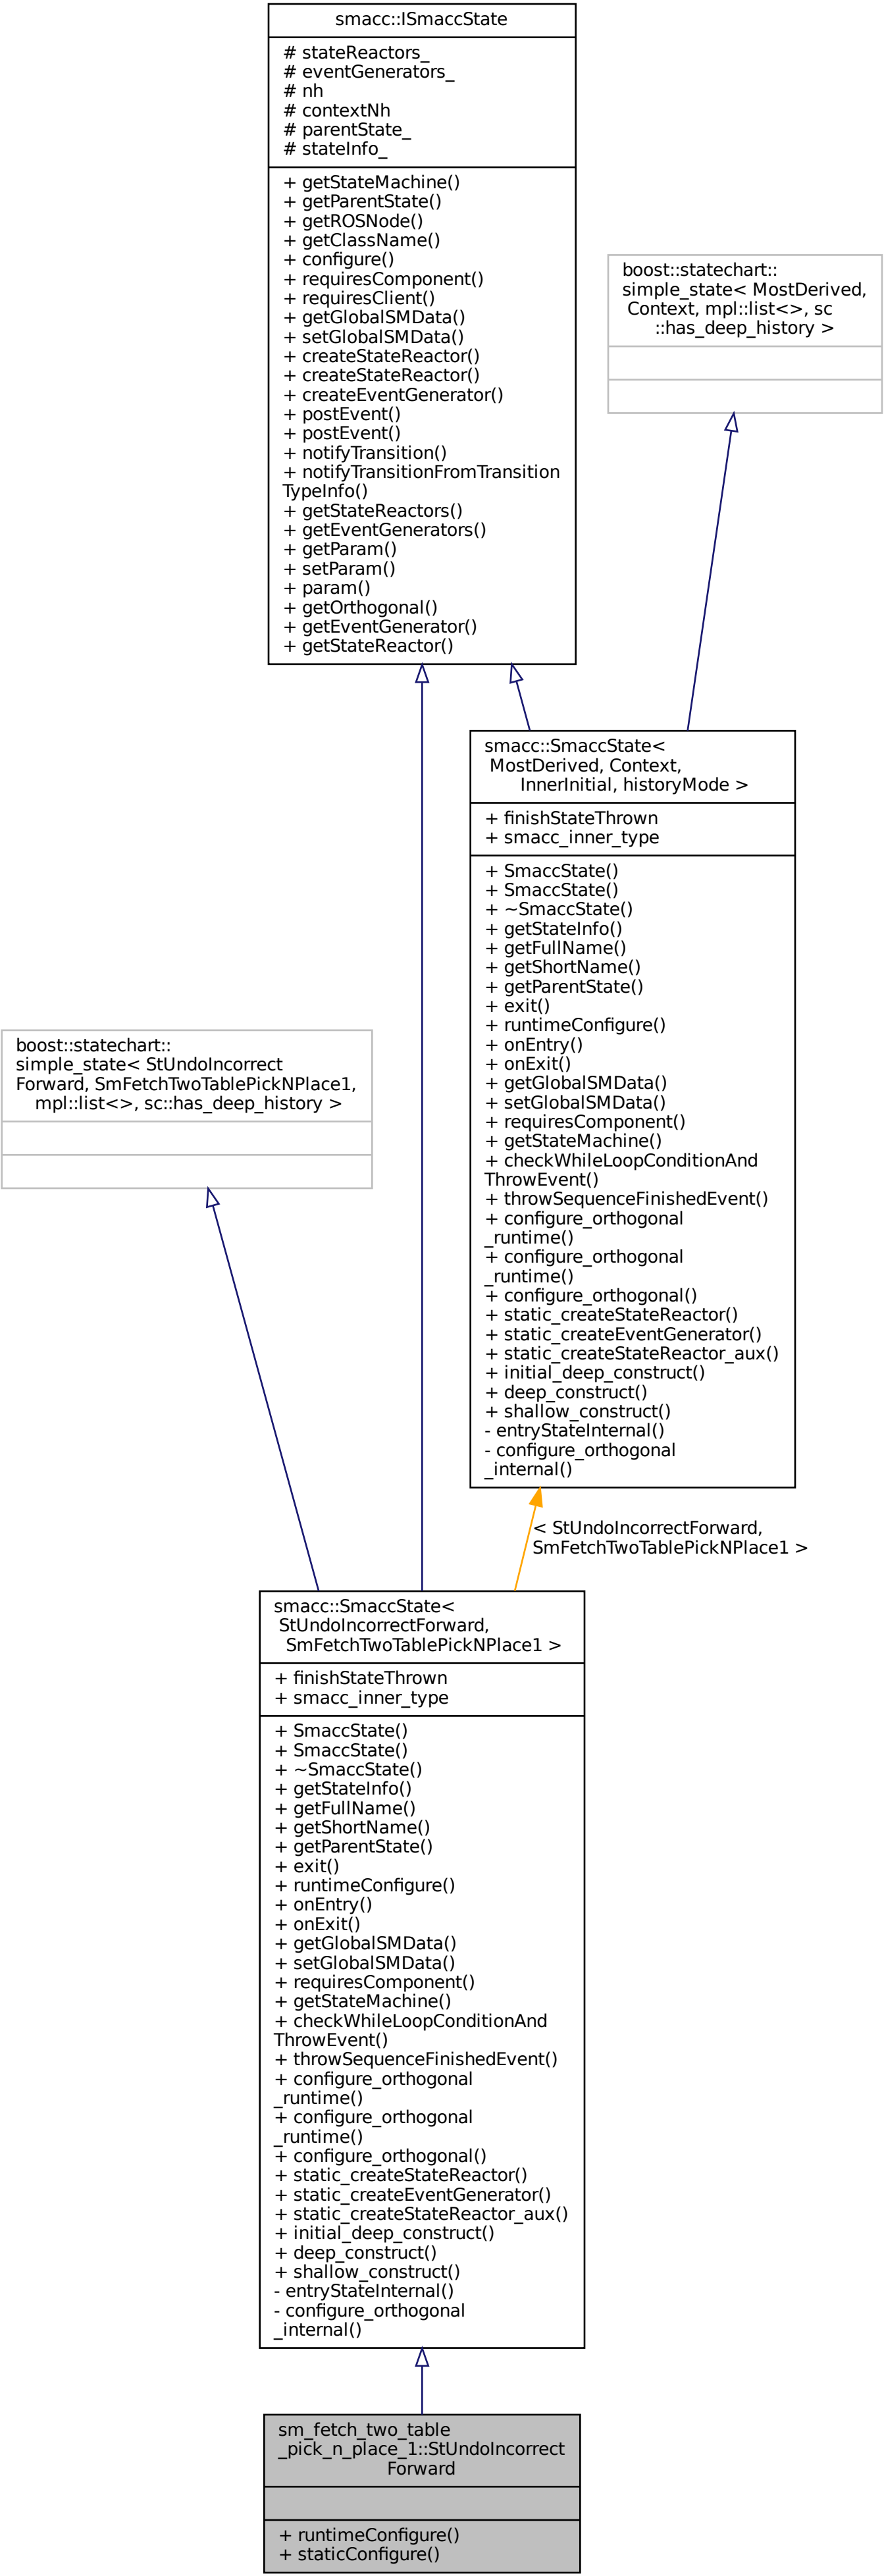 smacc::ISmaccState
# stateReactors_
# eventGenerators_
# nh
# contextNh
# parentState_
# stateInfo_
+ getStateMachine()
+ getParentState()
+ getROSNode()
+ getClassName()
+ configure()
+ requiresComponent()
+ requiresClient()
+ getGlobalSMData()
+ setGlobalSMData()
+ createStateReactor()
+ createStateReactor()
+ createEventGenerator()
+ postEvent()
+ postEvent()
+ notifyTransition()
+ notifyTransitionFromTransition
TypeInfo()
+ getStateReactors()
+ getEventGenerators()
+ getParam()
+ setParam()
+ param()
+ getOrthogonal()
+ getEventGenerator()
+ getStateReactor()
boost::statechart::
simple_state< MostDerived,
Context, mpl::list<>, sc
::has_deep_history >
smacc::SmaccState<
MostDerived, Context,
InnerInitial, historyMode >
+ finishStateThrown
+ smacc_inner_type
+ SmaccState()
+ SmaccState()
+ ~SmaccState()
+ getStateInfo()
+ getFullName()
+ getShortName()
+ getParentState()
+ exit()
+ runtimeConfigure()
+ onEntry()
+ onExit()
+ getGlobalSMData()
+ setGlobalSMData()
+ requiresComponent()
+ getStateMachine()
+ checkWhileLoopConditionAnd
ThrowEvent()
+ throwSequenceFinishedEvent()
+ configure_orthogonal
_runtime()
+ configure_orthogonal
_runtime()
+ configure_orthogonal()
+ static_createStateReactor()
+ static_createEventGenerator()
+ static_createStateReactor_aux()
+ initial_deep_construct()
+ deep_construct()
+ shallow_construct()
- entryStateInternal()
- configure_orthogonal
_internal()
boost::statechart::
simple_state< StUndoIncorrect
Forward, SmFetchTwoTablePickNPlace1,
mpl::list<>, sc::has_deep_history >
< StUndoIncorrectForward,
SmFetchTwoTablePickNPlace1 >
smacc::SmaccState<
StUndoIncorrectForward,
SmFetchTwoTablePickNPlace1 >
+ finishStateThrown
+ smacc_inner_type
+ SmaccState()
+ SmaccState()
+ ~SmaccState()
+ getStateInfo()
+ getFullName()
+ getShortName()
+ getParentState()
+ exit()
+ runtimeConfigure()
+ onEntry()
+ onExit()
+ getGlobalSMData()
+ setGlobalSMData()
+ requiresComponent()
+ getStateMachine()
+ checkWhileLoopConditionAnd
ThrowEvent()
+ throwSequenceFinishedEvent()
+ configure_orthogonal
_runtime()
+ configure_orthogonal
_runtime()
+ configure_orthogonal()
+ static_createStateReactor()
+ static_createEventGenerator()
+ static_createStateReactor_aux()
+ initial_deep_construct()
+ deep_construct()
+ shallow_construct()
- entryStateInternal()
- configure_orthogonal
_internal()
sm_fetch_two_table
_pick_n_place_1::StUndoIncorrect
Forward
+ runtimeConfigure()
+ staticConfigure()